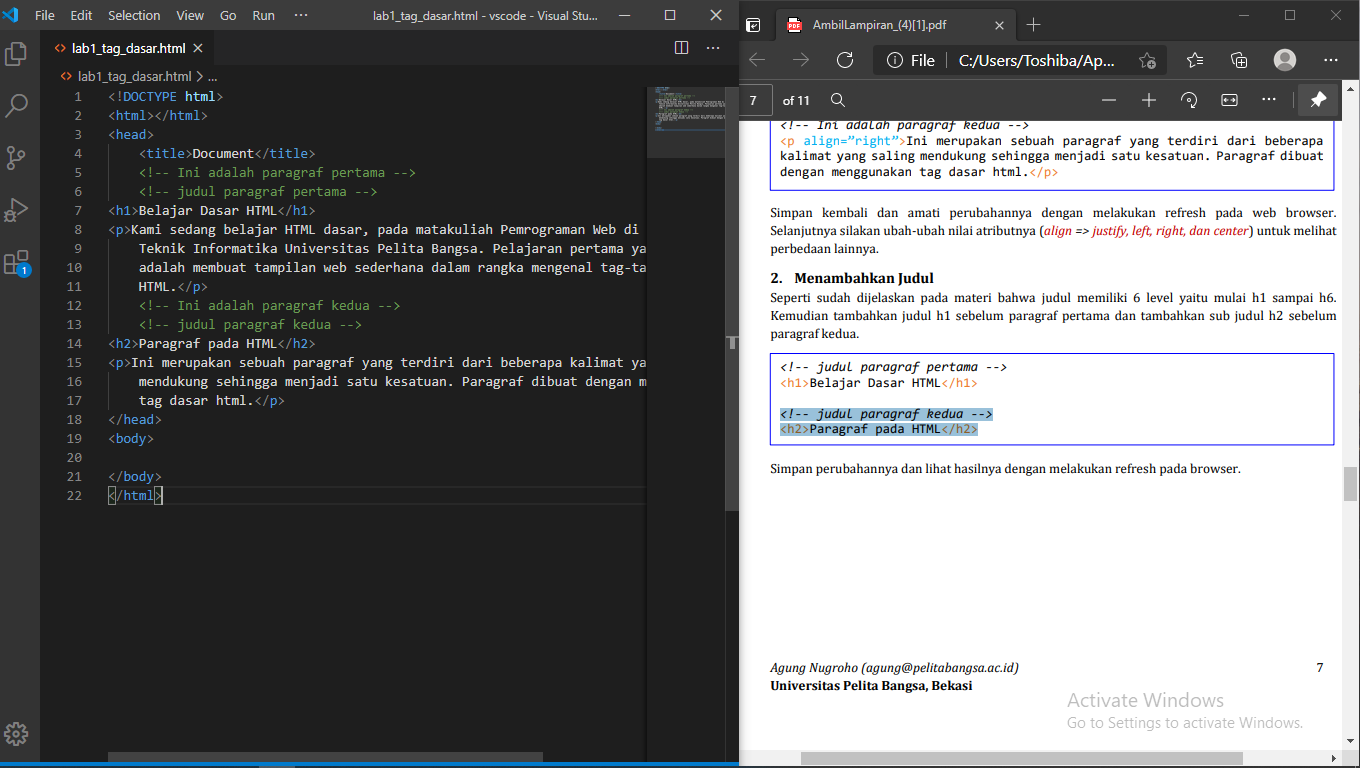 File Edit Selection View Go Run ··· lab1_tag_dasar.html - vscode - Visual Stu...
lab1_tag_dasar.html
lab1_tag_dasar.html > ...
1 <!DOCTYPE html>
2 <html></html>
3 <head>
4 <title>Document</title>
5 <!-- Ini adalah paragraf pertama -->
6 <!-- judul paragraf pertama -->
7 <h1>Belajar Dasar HTML</h1>
8 <p>Kami sedang belajar HTML dasar, pada matakuliah Pemrograman Web di
9 Teknik Informatika Universitas Pelita Bangsa. Pelajaran pertama ya
10 adalah membuat tampilan web sederhana dalam rangka mengenal tag-ta
11 HTML.</p>
12 <!-- Ini adalah paragraf kedua -->
13 <!-- judul paragraf kedua -->
14 <h2>Paragraf pada HTML</h2>
15 <p>Ini merupakan sebuah paragraf yang terdiri dari beberapa kalimat ya
16 mendukung sehingga menjadi satu kesatuan. Paragraf dibuat dengan m
17 tag dasar html.</p>
18 </head>
19 <body>
20
21 </body>
22 </html>
1
AmbilLampiran_(4)[1].pdf
File C:/Users/Toshiba/Ap...
7 of 11
<!-- Ini adalah paragraf kedua -->
<p align=”right”>Ini merupakan sebuah paragraf yang terdiri dari beberapa
kalimat yang saling mendukung sehingga menjadi satu kesatuan. Paragraf dibuat
dengan menggunakan tag dasar html.</p>
Simpan kembali dan amati perubahannya dengan melakukan refresh pada web browser.
Selanjutnya silakan ubah-ubah nilai atributnya (align => justify, left, right, dan center) untuk melihat
perbedaan lainnya.
2. Menambahkan Judul
Seperti sudah dijelaskan pada materi bahwa judul memiliki 6 level yaitu mulai h1 sampai h6.
Kemudian tambahkan judul h1 sebelum paragraf pertama dan tambahkan sub judul h2 sebelum
paragraf kedua.
<!-- judul paragraf pertama -->
<h1>Belajar Dasar HTML</h1>
<!-- judul paragraf kedua -->
<h2>Paragraf pada HTML</h2>
Simpan perubahannya dan lihat hasilnya dengan melakukan refresh pada browser.
Agung Nugroho (agung@pelitabangsa.ac.id) 7
Universitas Pelita Bangsa, Bekasi
Activate Windows
Go to Settings to activate Windows.